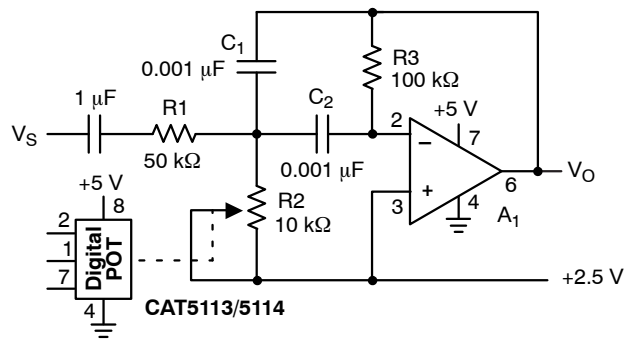 C1
0.001 μF
R3
100 kΩ
1 μF
R1
C2
+5 V
VS
50 kΩ
0.001 μF
2
7
–
+
6
VO
3
4
A1
+5 V
8
R2
10 kΩ
2
1
7
Digital
POT
4
CAT5113/5114
+2.5 V